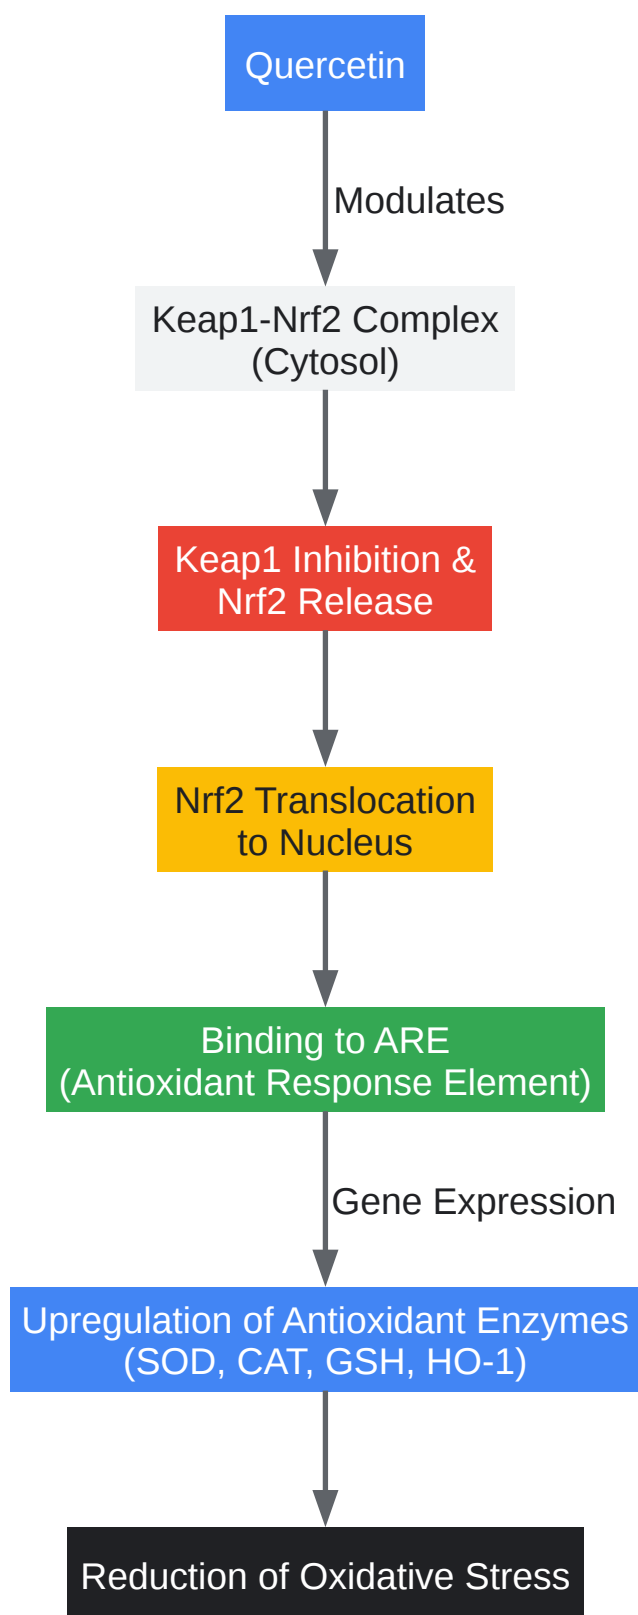 Quercetin
Modulates
Keap1-Nrf2 Complex
(Cytosol)
Keap1 Inhibition &
Nrf2 Release
Nrf2 Translocation
to Nucleus
Binding to ARE
(Antioxidant Response Element)
Gene Expression
Upregulation of Antioxidant Enzymes
(SOD, CAT, GSH, HO-1)
Reduction of Oxidative Stress